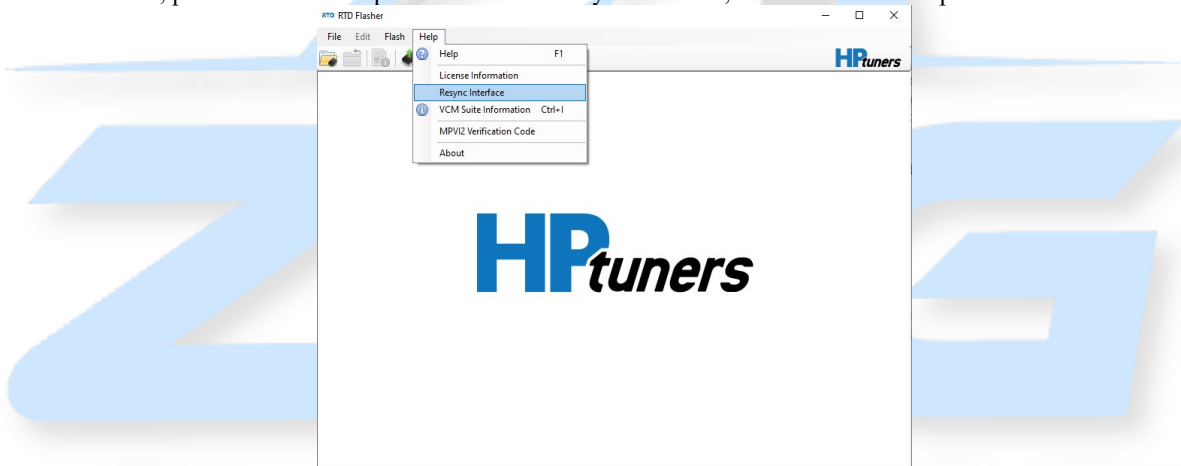 RTD RTD Flasher
File Edit Flash Help
HPtuners
Help F1
License Information
Resync Interface
VCM Suite Information Ctrl+I
MPVI2 Verification Code
About
HPtuners